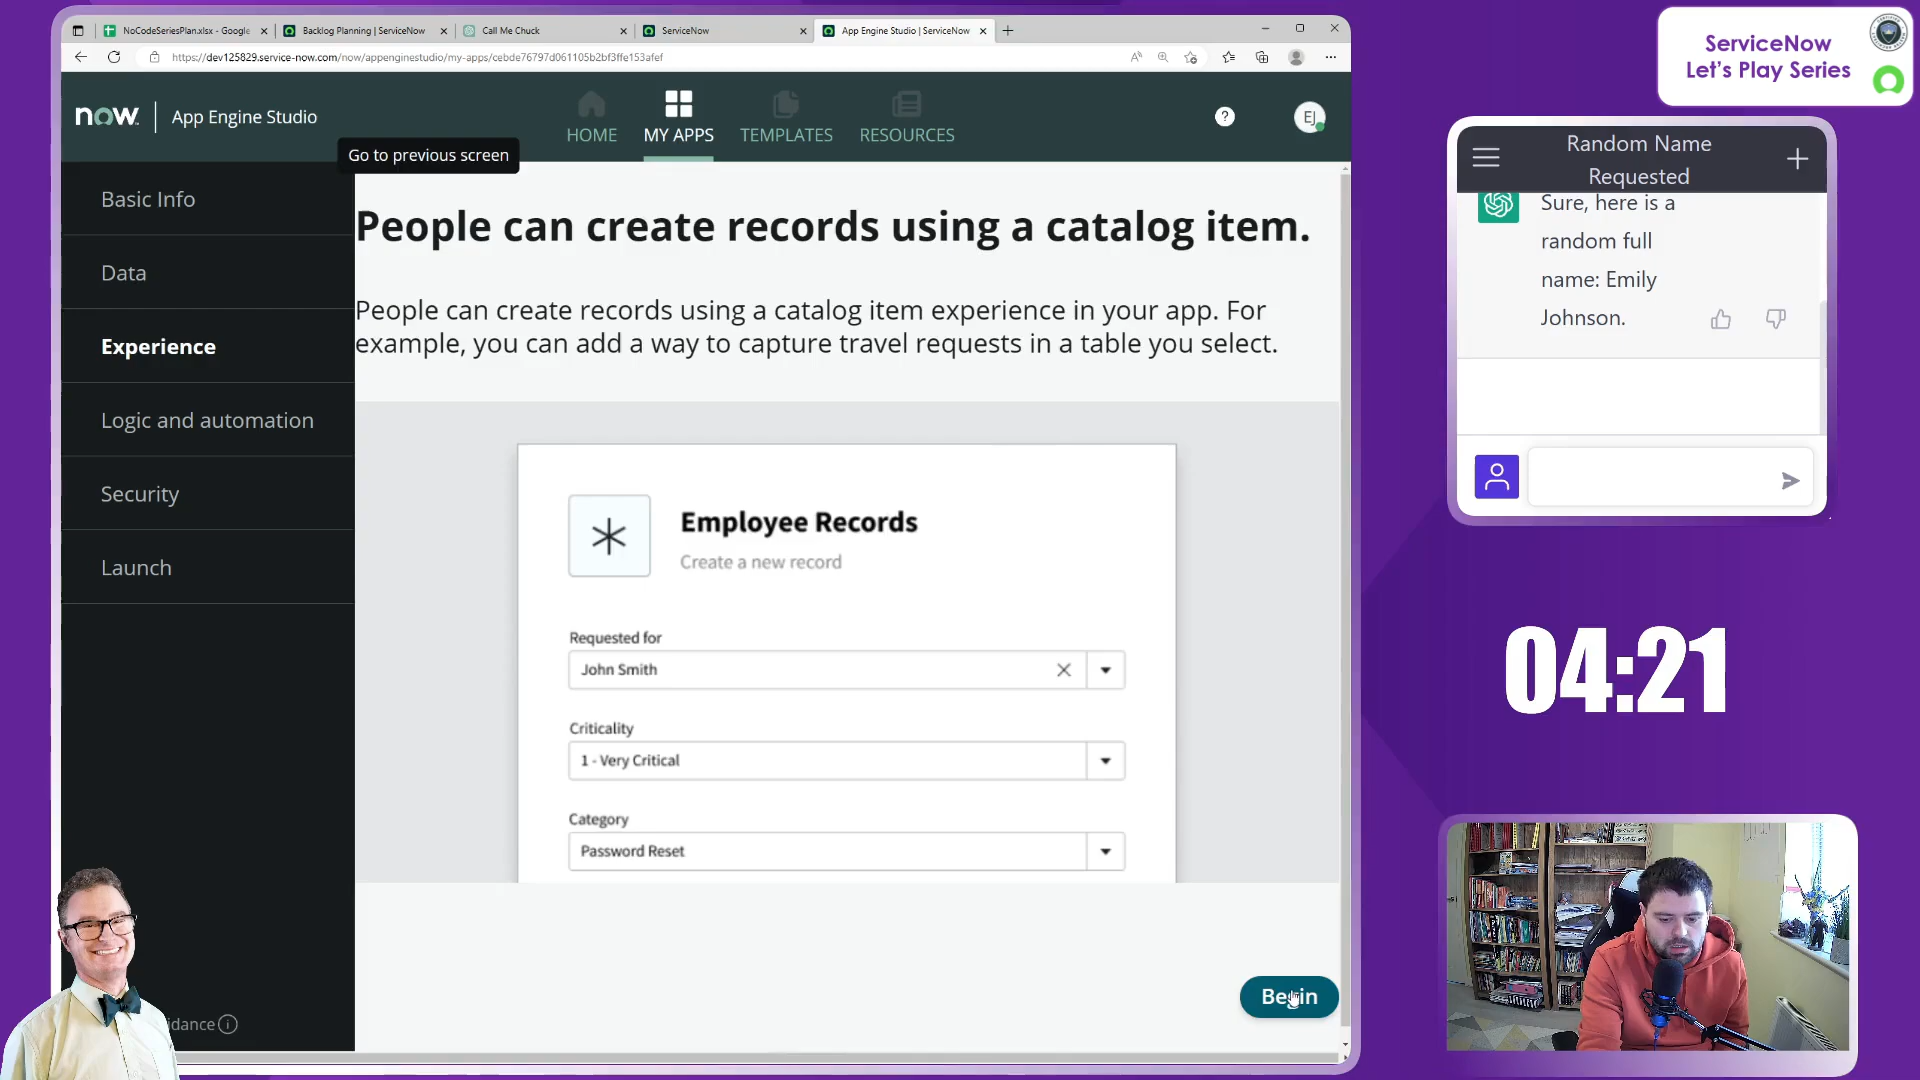 NoCodeSeriesPlan.xlsx - Google
Backlog Planning | ServiceNow
Call Me Chuck
ServiceNow
App Engine Studio | ServiceNow
https://dev125829.service-now.com/now/appenginestudio/my-apps/cebde76797d061105b2bf3ffe153afef
now
App Engine Studio
HOME
MY APPS
TEMPLATES
RESOURCES
?
EJ
Go to previous screen
Basic Info
Data
Experience
Logic and automation
Security
Launch
idance
People can create records using a catalog item.
People can create records using a catalog item experience in your app. For
example, you can add a way to capture travel requests in a table you select.
Employee Records
Create a new record
Requested for
John Smith
Criticality
1 - Very Critical
Category
Password Reset
Begin
ServiceNow
Let's Play Series
Random Name
Requested
Sure, here is a
random full
name: Emily
Johnson.
04:21